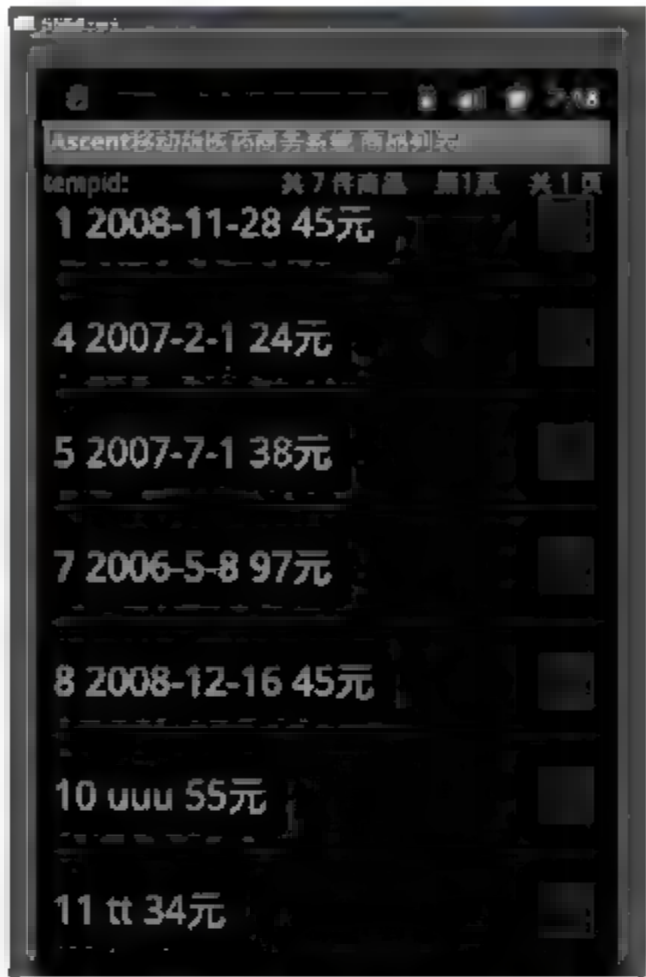 Ascent移动版医药商务系统 商品列表
tempid: 共 7 件商品 第1页 共 1 页
1 2008-11-28 45元
4 2007-2-1 24元
5 2007-7-1 38元
7 2006-5-8 97元
8 2008-12-16 45元
10 uuu 55元
11 tt 34元